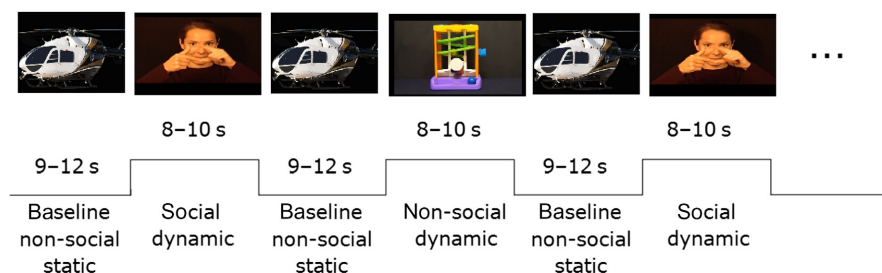 ...
8–10 s 8–10 s 8–10 s
9–12 s 9–12 s 9–12 s
Baseline Social Baseline Non-social Baseline Social
non-social dynamic non-social dynamic non-social dynamic
static static static